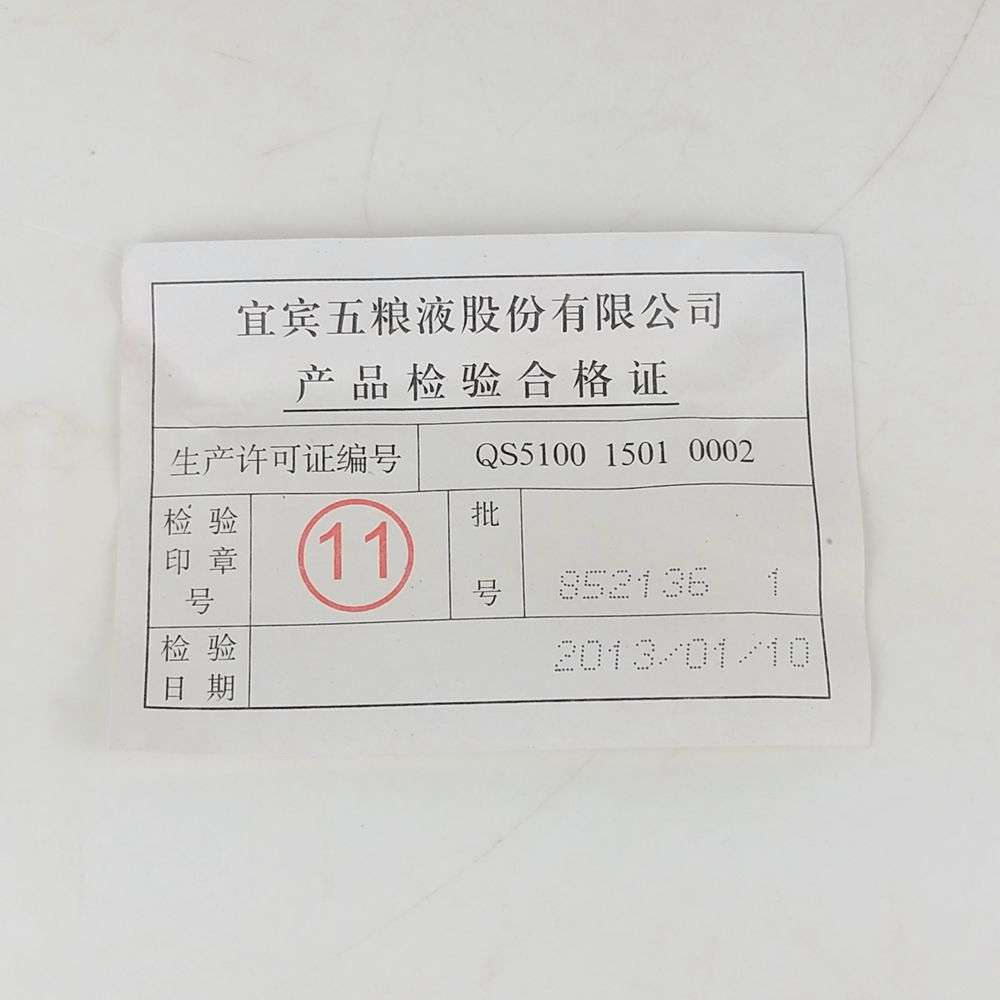 宜宾五粮液股份有限公司
产品检验合格证
生产许可证编号 QS5100 1501 0002
检验印章号 11 批号 852136 1
检验日期 2013/01/10